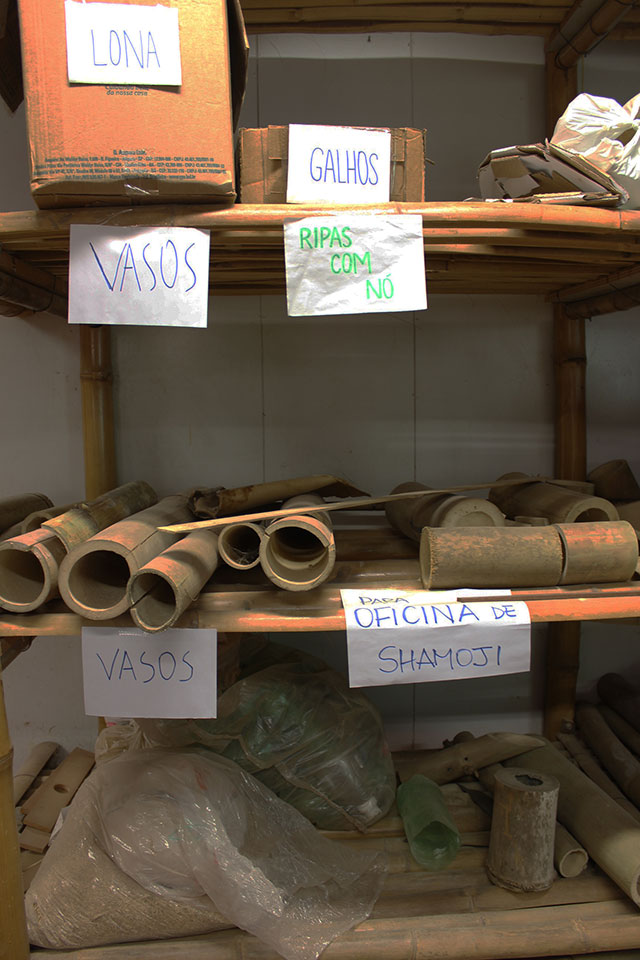 LONA
GALHOS
VASOS
RIPAS
COM
NÓ
PARA
OFICINA DE
SHAMOJI
VASOS